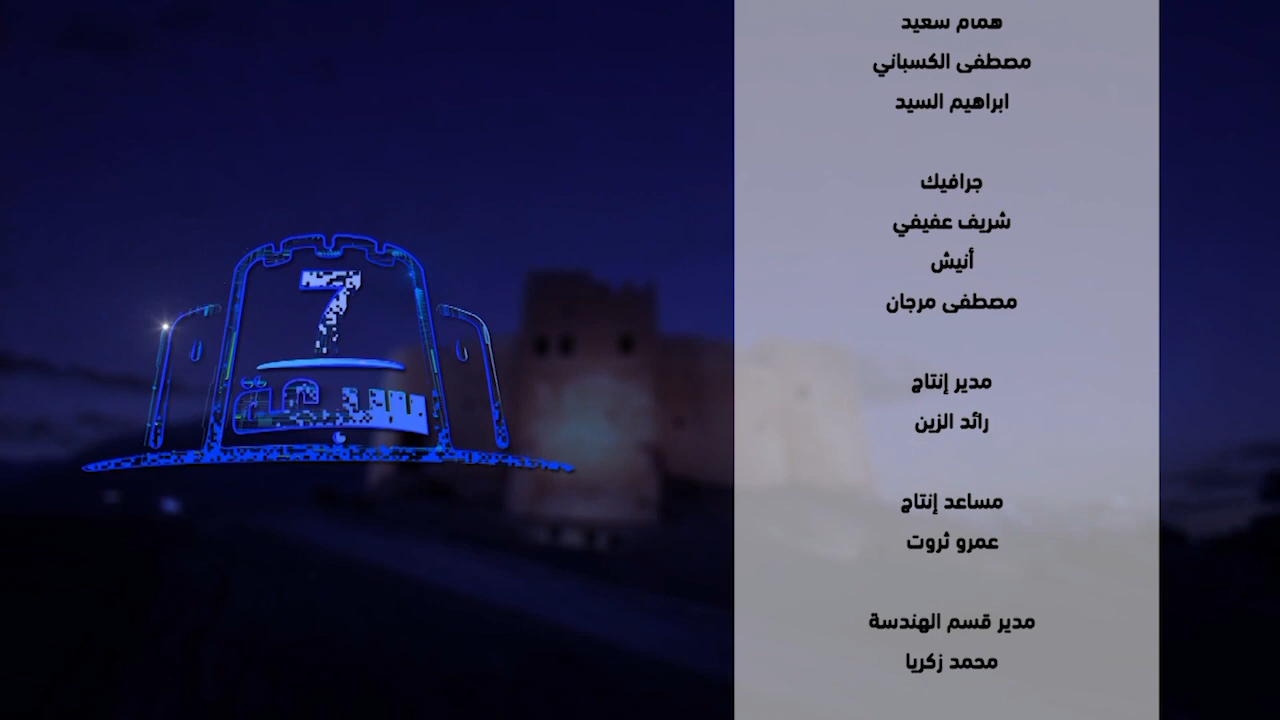 7
سبعة
همام سعيد
مصطفى الكسباني
ابراهيم السيد
جرافيك
شريف عفيفي
أنيش
مصطفى مرجان
مدير إنتاج
رائد الزين
مساعد إنتاج
عمرو ثروت
مدير قسم الهندسة
محمد زكريا